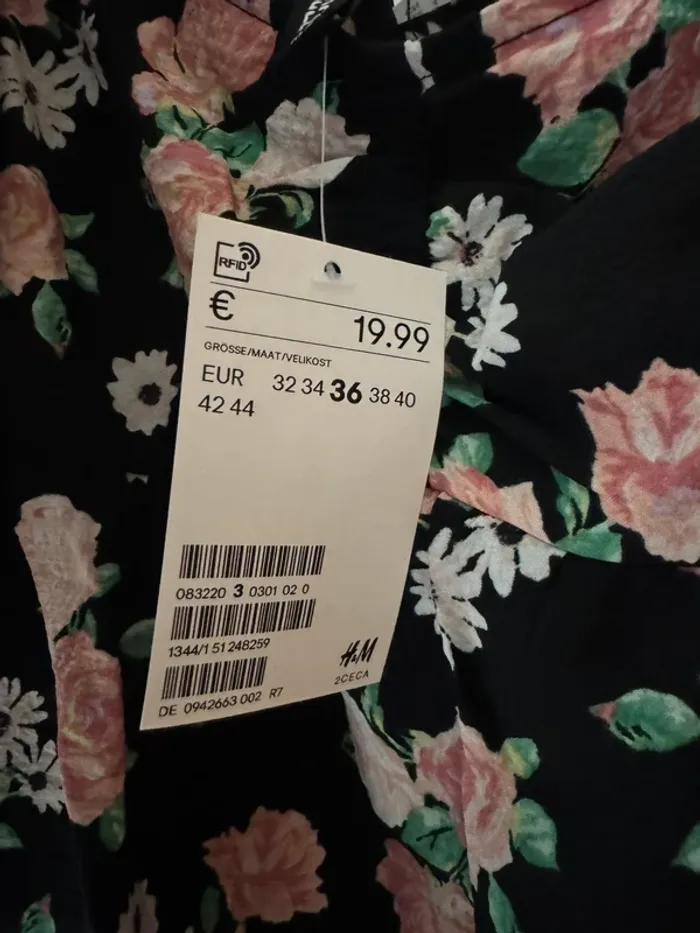 RFID
€ 19.99
GRÖSSE/MAAT/VELIKOST
EUR 32 34 36 38 40
42 44
083220 3 0301 02 0
1344/1 51 248259
H&M
2CECA
DE 0942663 002 R7